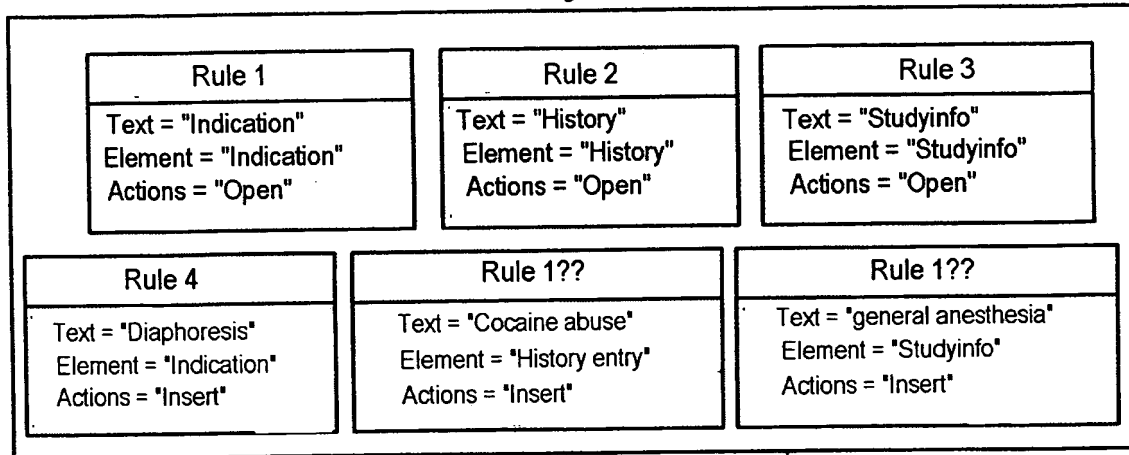 Rule 1
Text = "Indication"
Element = "Indication"
Actions = "Open"
Rule 2
Text = "History"
Element = "History"
Actions = "Open"
Rule 3
Text = "Studyinfo"
Element = "Studyinfo"
Actions = "Open"
Rule 4
Text = "Diaphoresis"
Element = "Indication"
Actions = "Insert"
Rule 1??
Text = "Cocaine abuse"
Element = "History entry"
Actions = "Insert"
Rule 1??
Text = "general anesthesia"
Element = "Studyinfo"
Actions = "Insert"